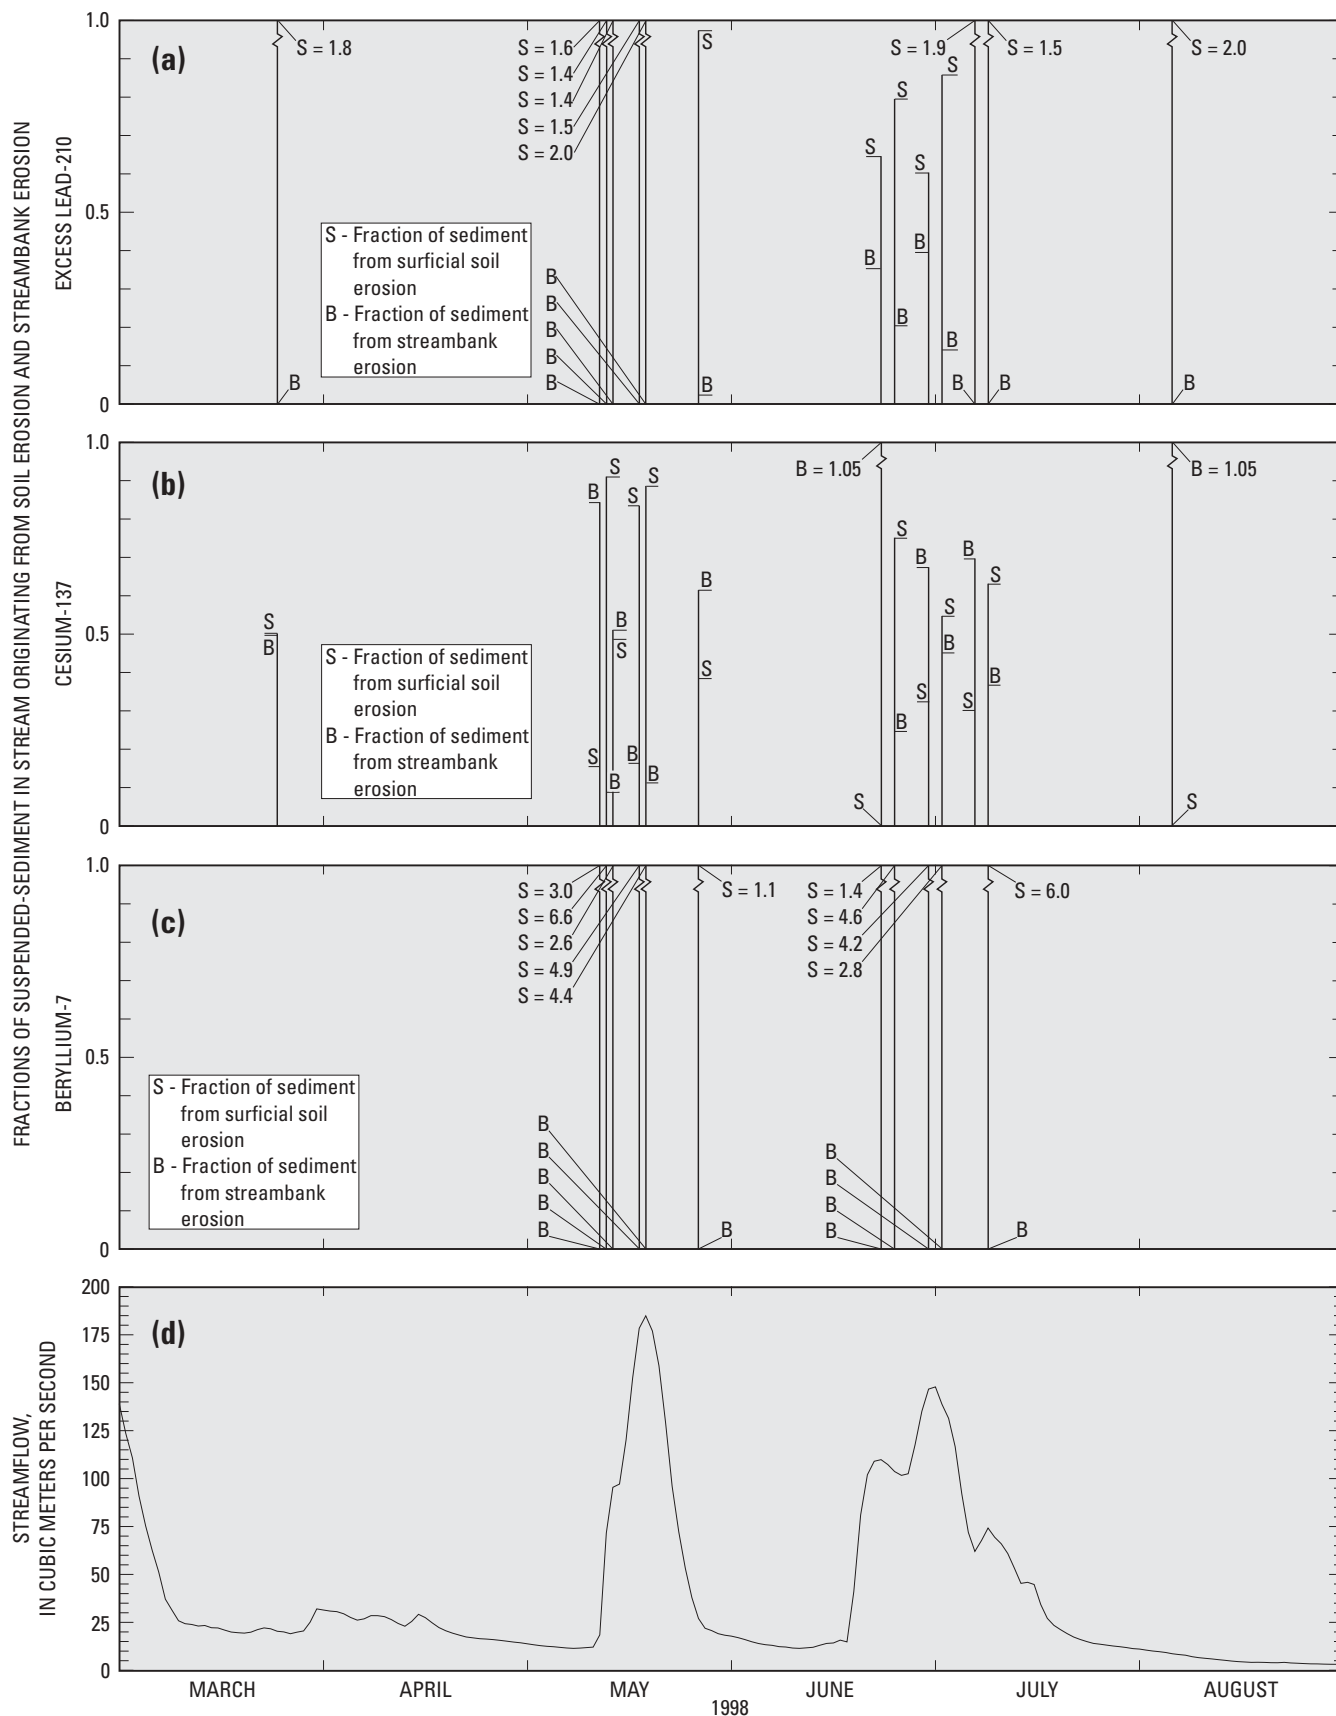 FRACTIONS OF SUSPENDED-SEDIMENT IN STREAM ORIGINATING FROM SOIL EROSION AND STREAMBANK EROSION
EXCESS LEAD-210
1.0
0.5
0
(a)
S = 1.8
S = 1.6
S = 1.4
S = 1.4
S = 1.5
S = 2.0
S
S = 1.9
S = 1.5
S = 2.0
S
S
S
S
B
B
B
B
S - Fraction of sediment
from surficial soil
erosion
B - Fraction of sediment
from streambank
erosion
B
B
B
B
B
B
B
B
B
B
CESIUM-137
1.0
0.5
0
(b)
B = 1.05
B = 1.05
S
B
B
S
S
S
B
S
B
S
B
S
B
B
B
S
S
B
B
S
S
B
B
S
S
B
S
S
S - Fraction of sediment
from surficial soil
erosion
B - Fraction of sediment
from streambank
erosion
BERYLLIUM-7
1.0
0.5
0
(c)
S = 3.0
S = 6.6
S = 2.6
S = 4.9
S = 4.4
S = 1.1
S = 1.4
S = 4.6
S = 4.2
S = 2.8
S = 6.0
S - Fraction of sediment
from surficial soil
erosion
B - Fraction of sediment
from streambank
erosion
B
B
B
B
B
B
B
B
B
B
B
STREAMFLOW,
IN CUBIC METERS PER SECOND
200
175
150
125
100
75
50
25
0
(d)
MARCH
APRIL
MAY
JUNE
JULY
AUGUST
1998